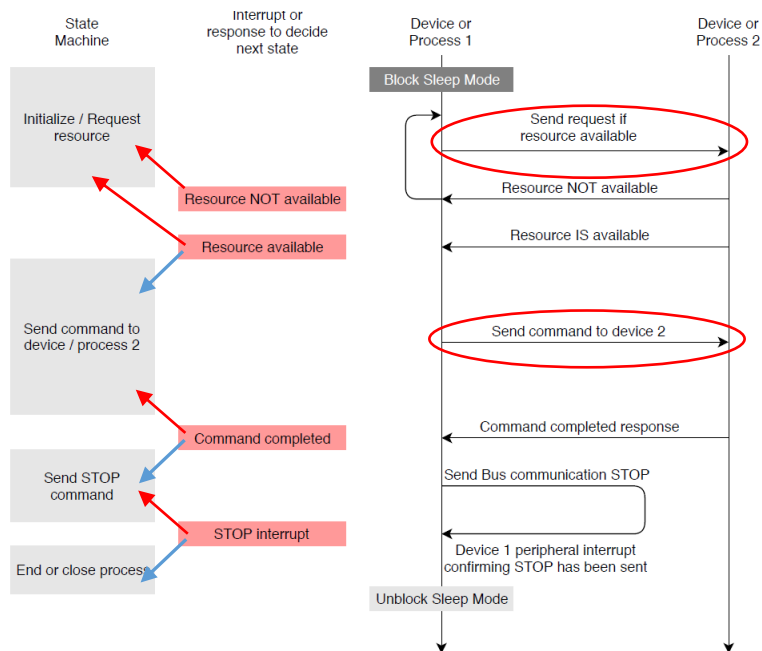 State
Machine
Interrupt or
response to decide
next state
Device or
Process 1
Device or
Process 2
Block Sleep Mode
Initialize / Request
resource
Send request if
resource available
Resource NOT available
Resource NOT available
Resource available
Resource IS available
Send command to
device / process 2
Send command to device 2
Command completed
Command completed response
Send STOP
command
Send Bus communication STOP
STOP interrupt
Device 1 peripheral interrupt
confirming STOP has been sent
End or close process
Unblock Sleep Mode